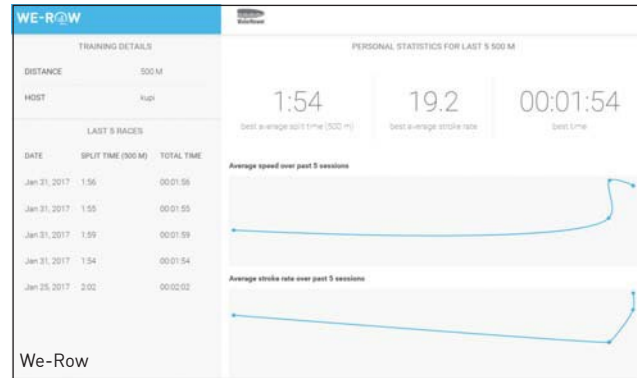 WE-ROW
TRAINING DETAILS
DISTANCE 500 M
HOST kupi
LAST 5 RACES
DATE SPLIT TIME (500 M) TOTAL TIME
Jan 31, 2017 1:56 00:01:56
Jan 31, 2017 1:55 00:01:55
Jan 31, 2017 1:59 00:01:59
Jan 31, 2017 1:54 00:01:54
Jan 25, 2017 2:02 00:02:02
PERSONAL STATISTICS FOR LAST 5 500 M
1:54 19.2 00:01:54
best average split time (500 m) best average stroke rate best time
Average speed over past 5 sessions
Average stroke rate over past 5 sessions
We-Row